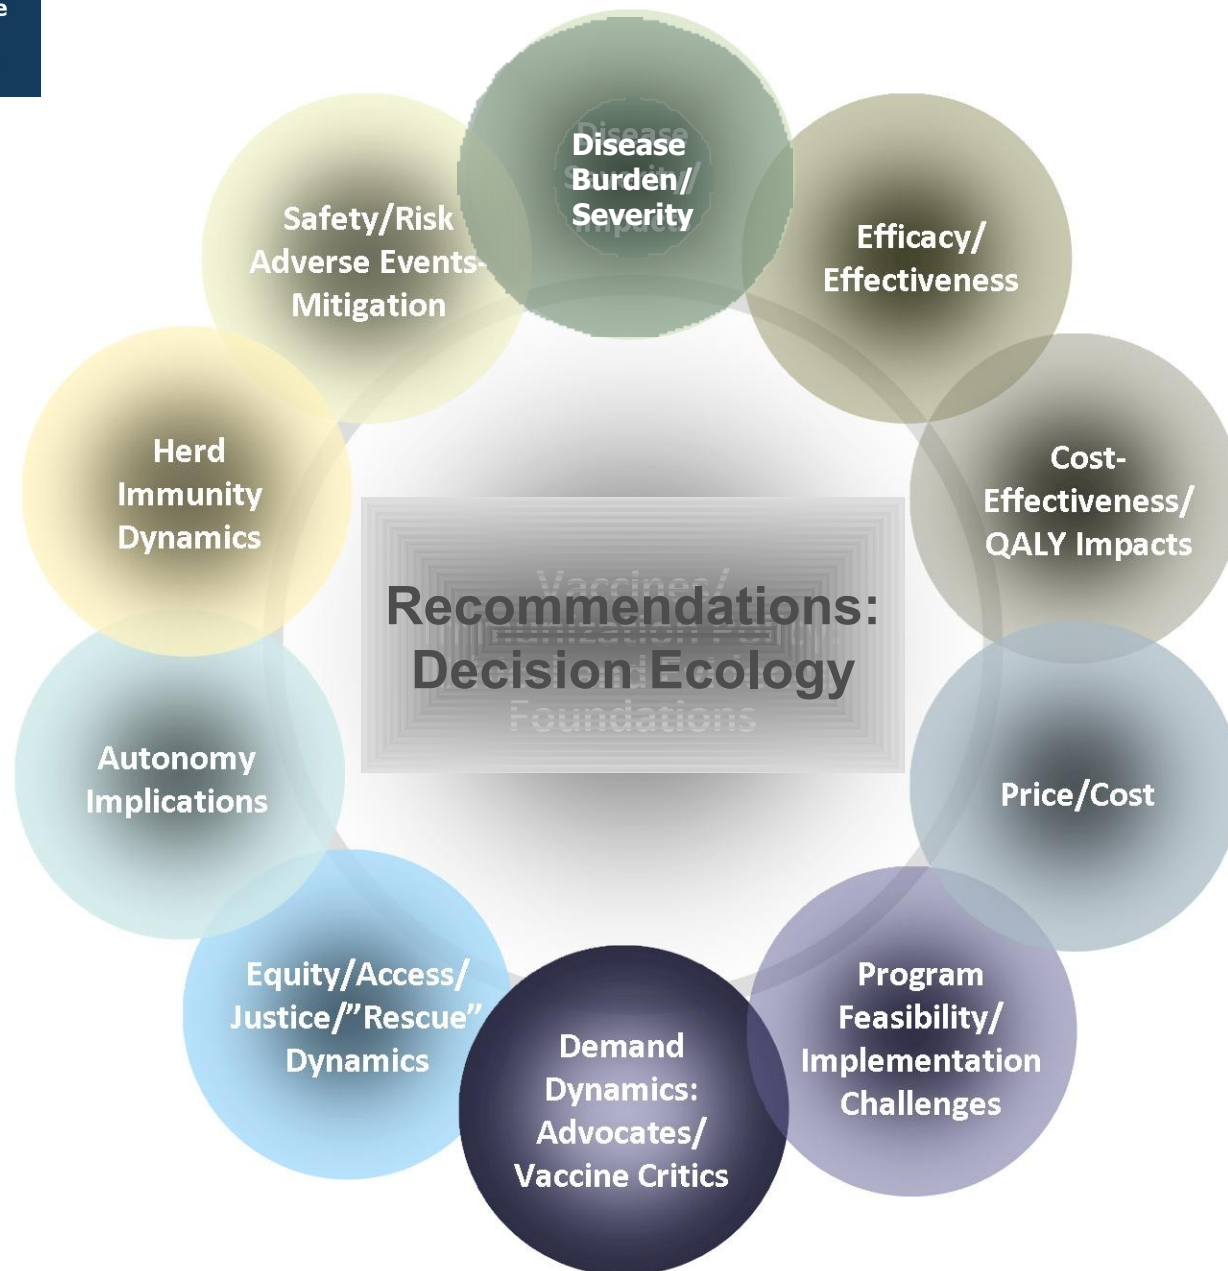 e
Disease
Burden/
Severity
Efficacy/
Effectiveness
Cost-
Effectiveness/
QALY Impacts
Price/Cost
Program
Feasibility/
Implementation
Challenges
Demand
Dynamics:
Advocates/
Vaccine Critics
Equity/Access/
Justice/”Rescue”
Dynamics
Autonomy
Implications
Herd
Immunity
Dynamics
Safety/Risk
Adverse Events-
Mitigation
Recommendations:
Decision Ecology
Vaccines/
Foundations